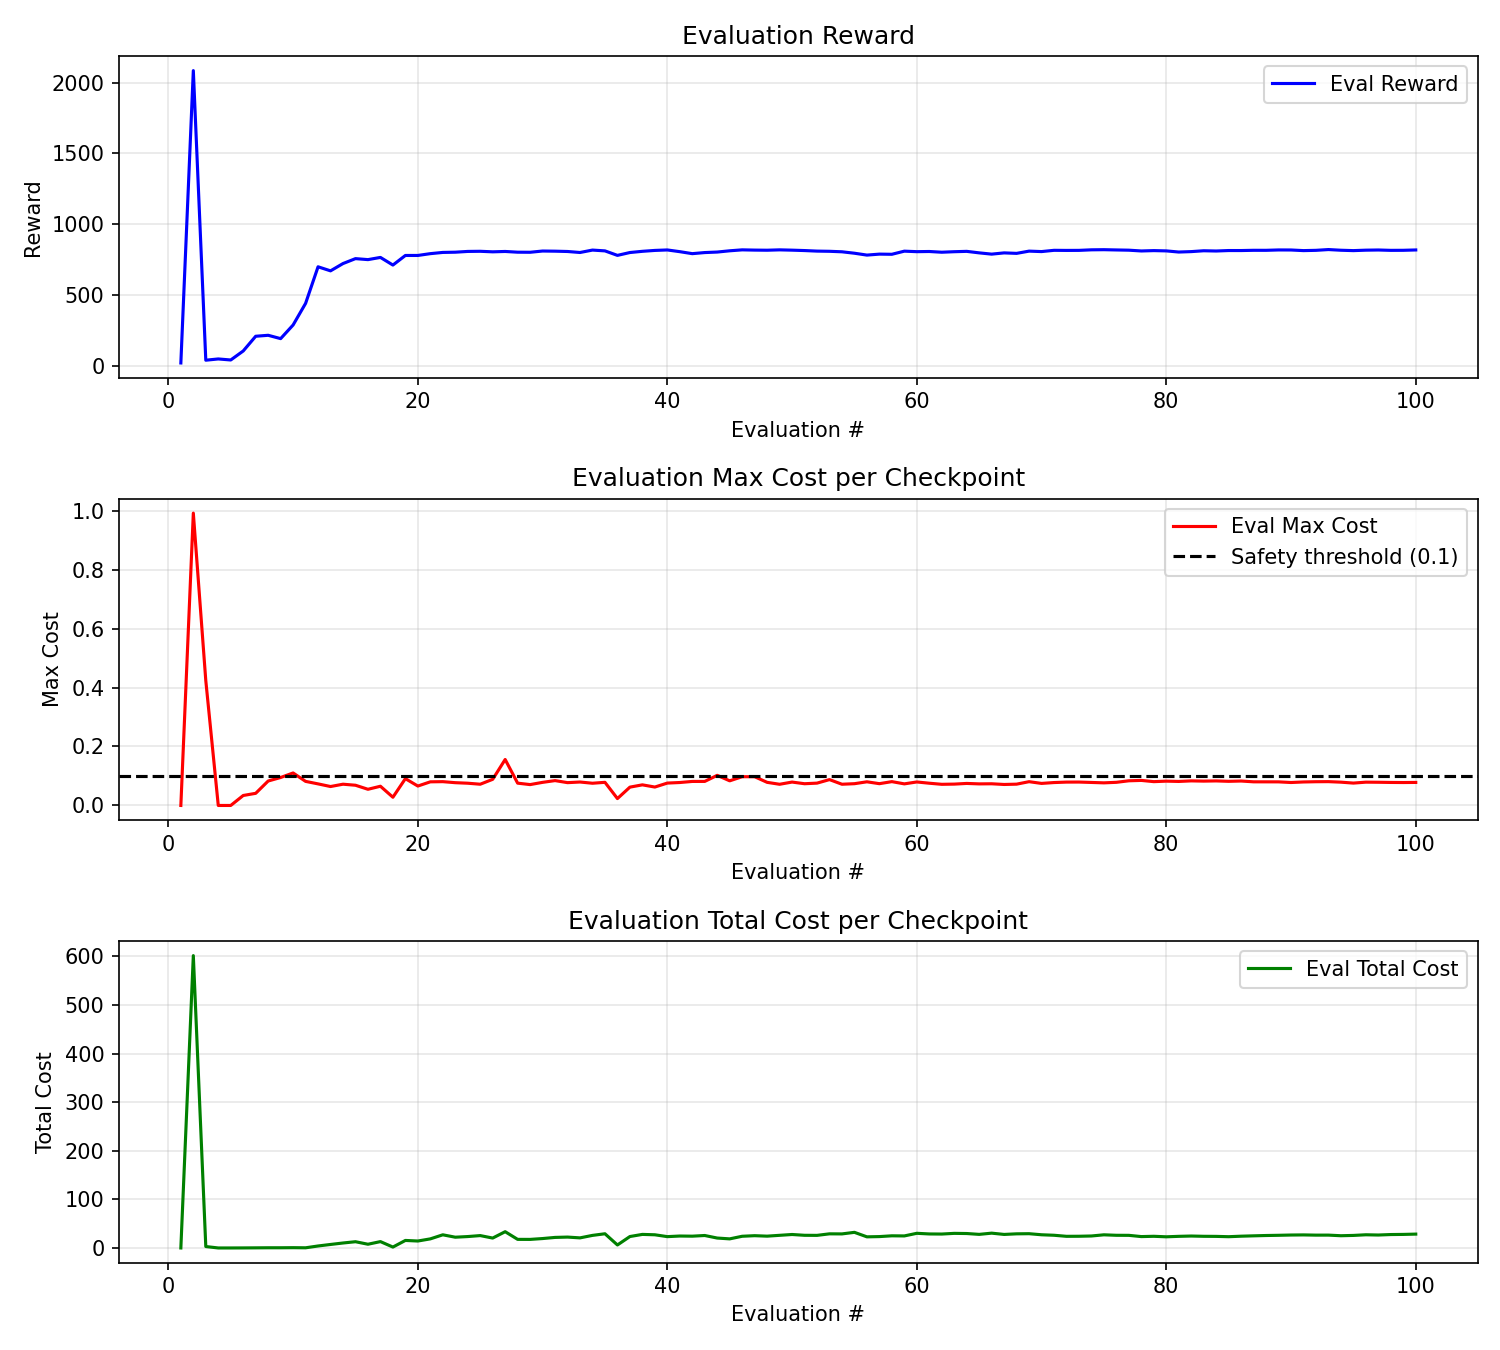 Evaluation Reward
Eval Reward
Reward
2000
1500
1000
500
0
0 20 40 60 80 100
Evaluation #
Evaluation Max Cost per Checkpoint
Eval Max Cost
Safety threshold (0.1)
Max Cost
1.0
0.8
0.6
0.4
0.2
0.0
0 20 40 60 80 100
Evaluation #
Evaluation Total Cost per Checkpoint
Eval Total Cost
Total Cost
600
500
400
300
200
100
0
0 20 40 60 80 100
Evaluation #